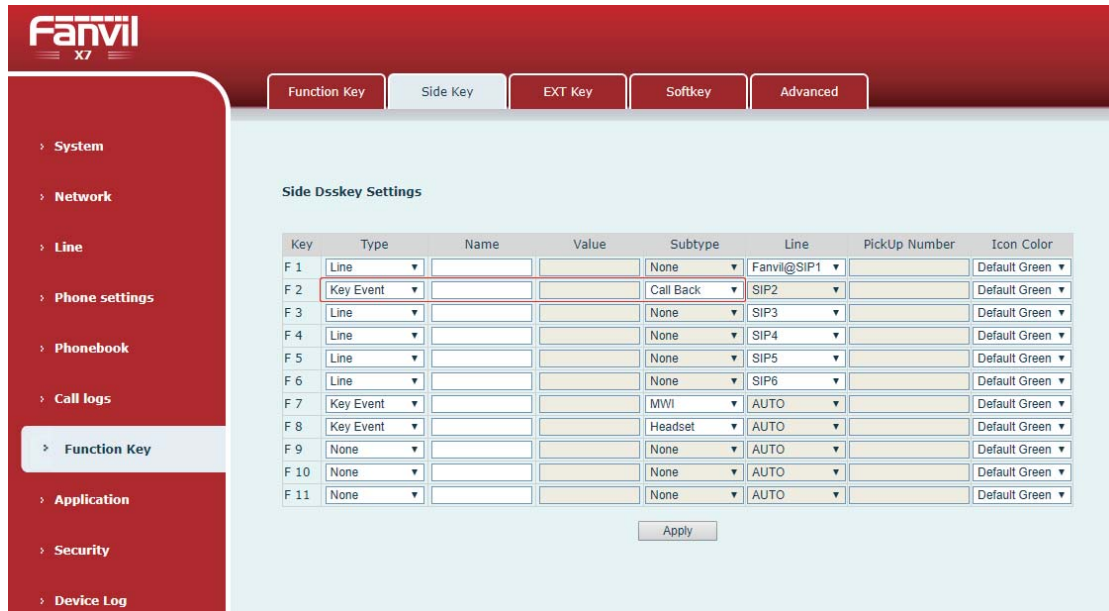 Fanvil
X7
Function Key Side Key EXT Key Softkey Advanced
› System
› Network
› Line
› Phone settings
› Phonebook
› Call logs
› Function Key
› Application
› Security
› Device Log
Side Dsskey Settings
Key Type Name Value Subtype Line PickUp Number Icon Color
F 1 Line None Fanvil@SIP1 Default Green
F 2 Key Event Call Back SIP2 Default Green
F 3 Line None SIP3 Default Green
F 4 Line None SIP4 Default Green
F 5 Line None SIP5 Default Green
F 6 Line None SIP6 Default Green
F 7 Key Event MWI AUTO Default Green
F 8 Key Event Headset AUTO Default Green
F 9 None None AUTO Default Green
F 10 None None AUTO Default Green
F 11 None None AUTO Default Green
Apply